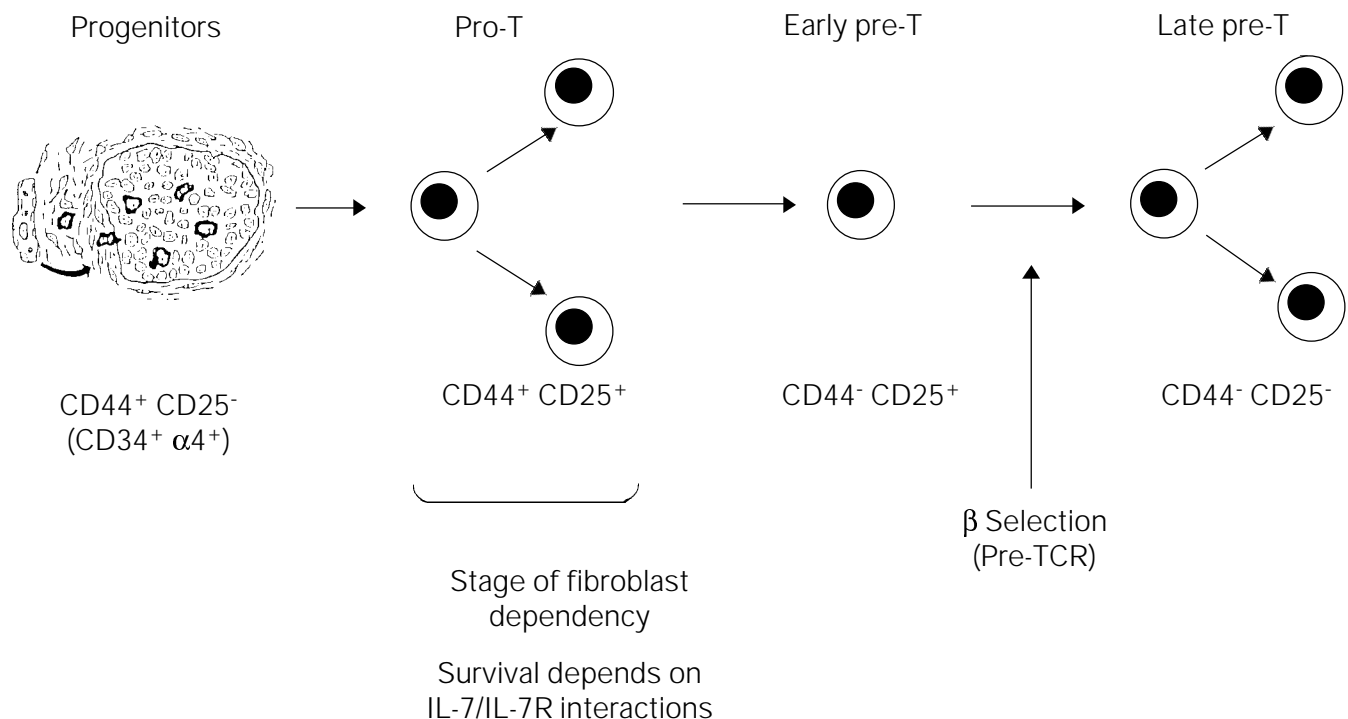 Progenitors
Pro-T
Early pre-T
Late pre-T
CD44⁺ CD25⁻
(CD34⁺ α4⁺)
CD44⁺ CD25⁺
CD44⁻ CD25⁺
CD44⁻ CD25⁻
β Selection
(Pre-TCR)
Stage of fibroblast
dependency
Survival depends on
IL-7/IL-7R interactions